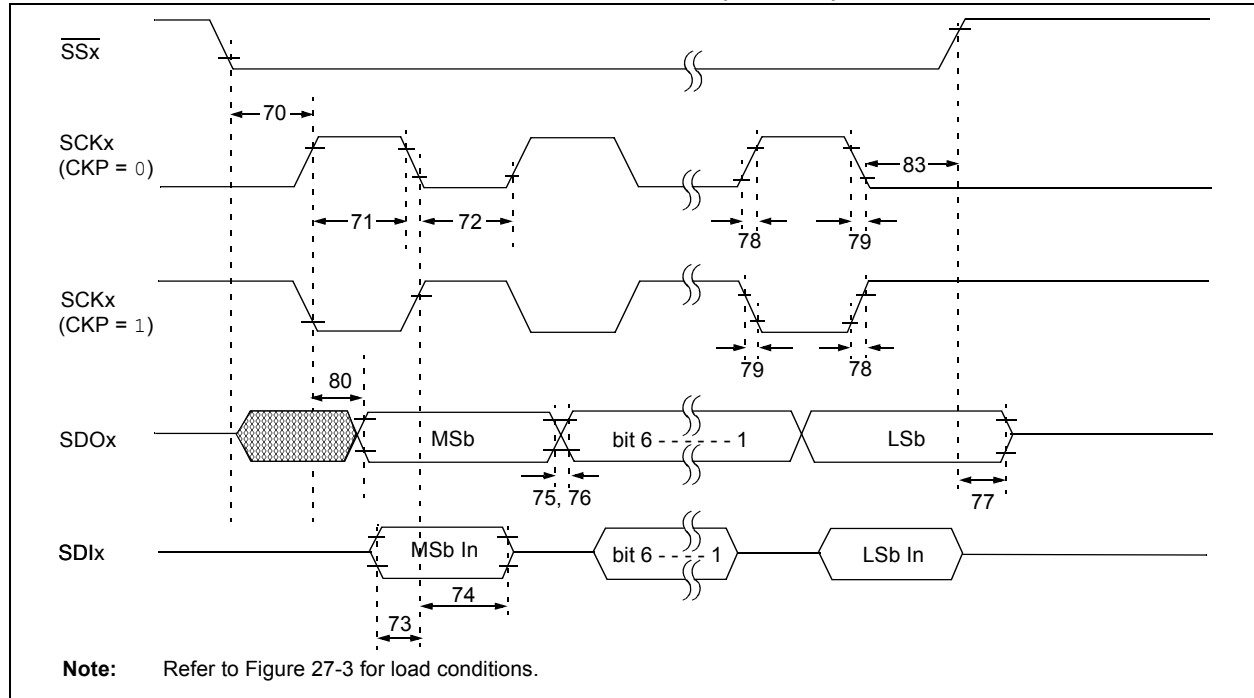 SSx
70
SCKx
(CKP = 0)
83
71
72
78
79
SCKx
(CKP = 1)
79
78
80
SDOx
MSb
bit 6 - - - - - - 1
LSb
75, 76
77
SDIx
MSb In
bit 6 - - - - 1
LSb In
74
73
Note: Refer to Figure 27-3 for load conditions.